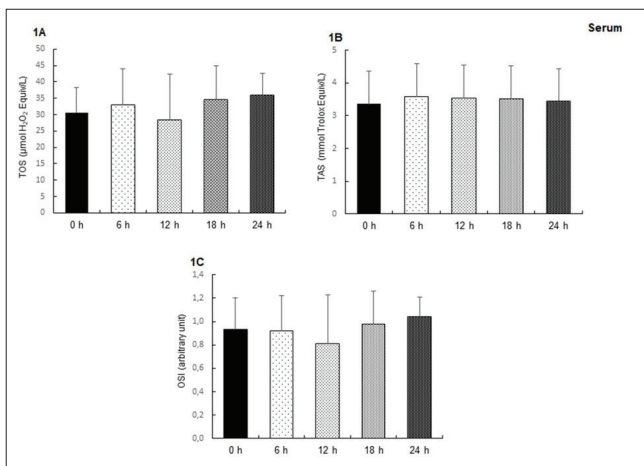 Serum
1A
TOS (μmol H₂O₂ Equiv/L)
50
45
40
35
30
25
20
15
10
5
0
0 h 6 h 12 h 18 h 24 h
1B
TAS (mmol Trolox Equiv/L)
5
4
3
2
1
0
0 h 6 h 12 h 18 h 24 h
1C
OSI (arbitrary unit)
1,4
1,2
1,0
0,8
0,6
0,4
0,2
0,0
0 h 6 h 12 h 18 h 24 h